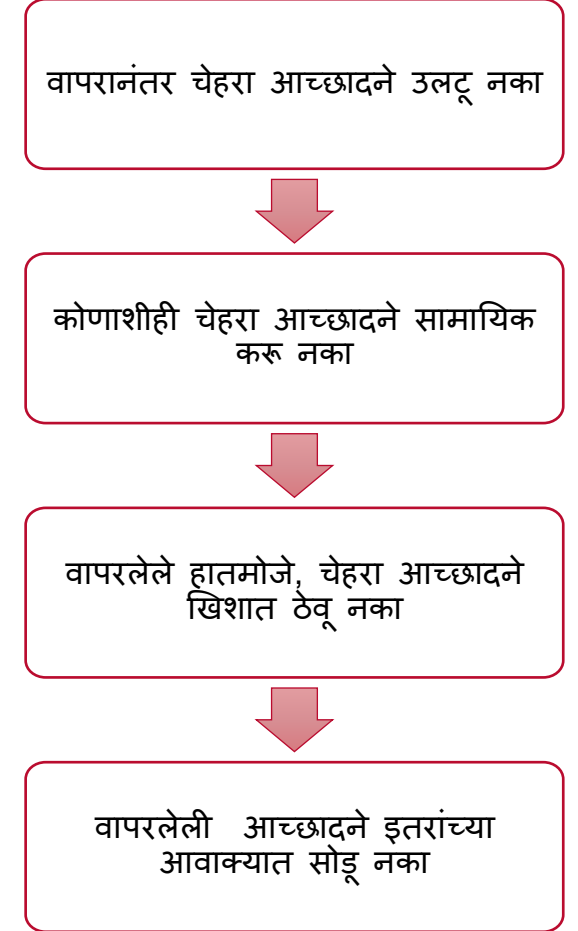 वापरानंतर चेहरा आच्छादने उलटू नका
कोणाशीही चेहरा आच्छादने सामायिक
करू नका
वापरलेले हातमोजे, चेहरा आच्छादने
खिशात ठेवू नका
वापरलेली आच्छादने इतरांच्या
आवाक्यात सोडू नका